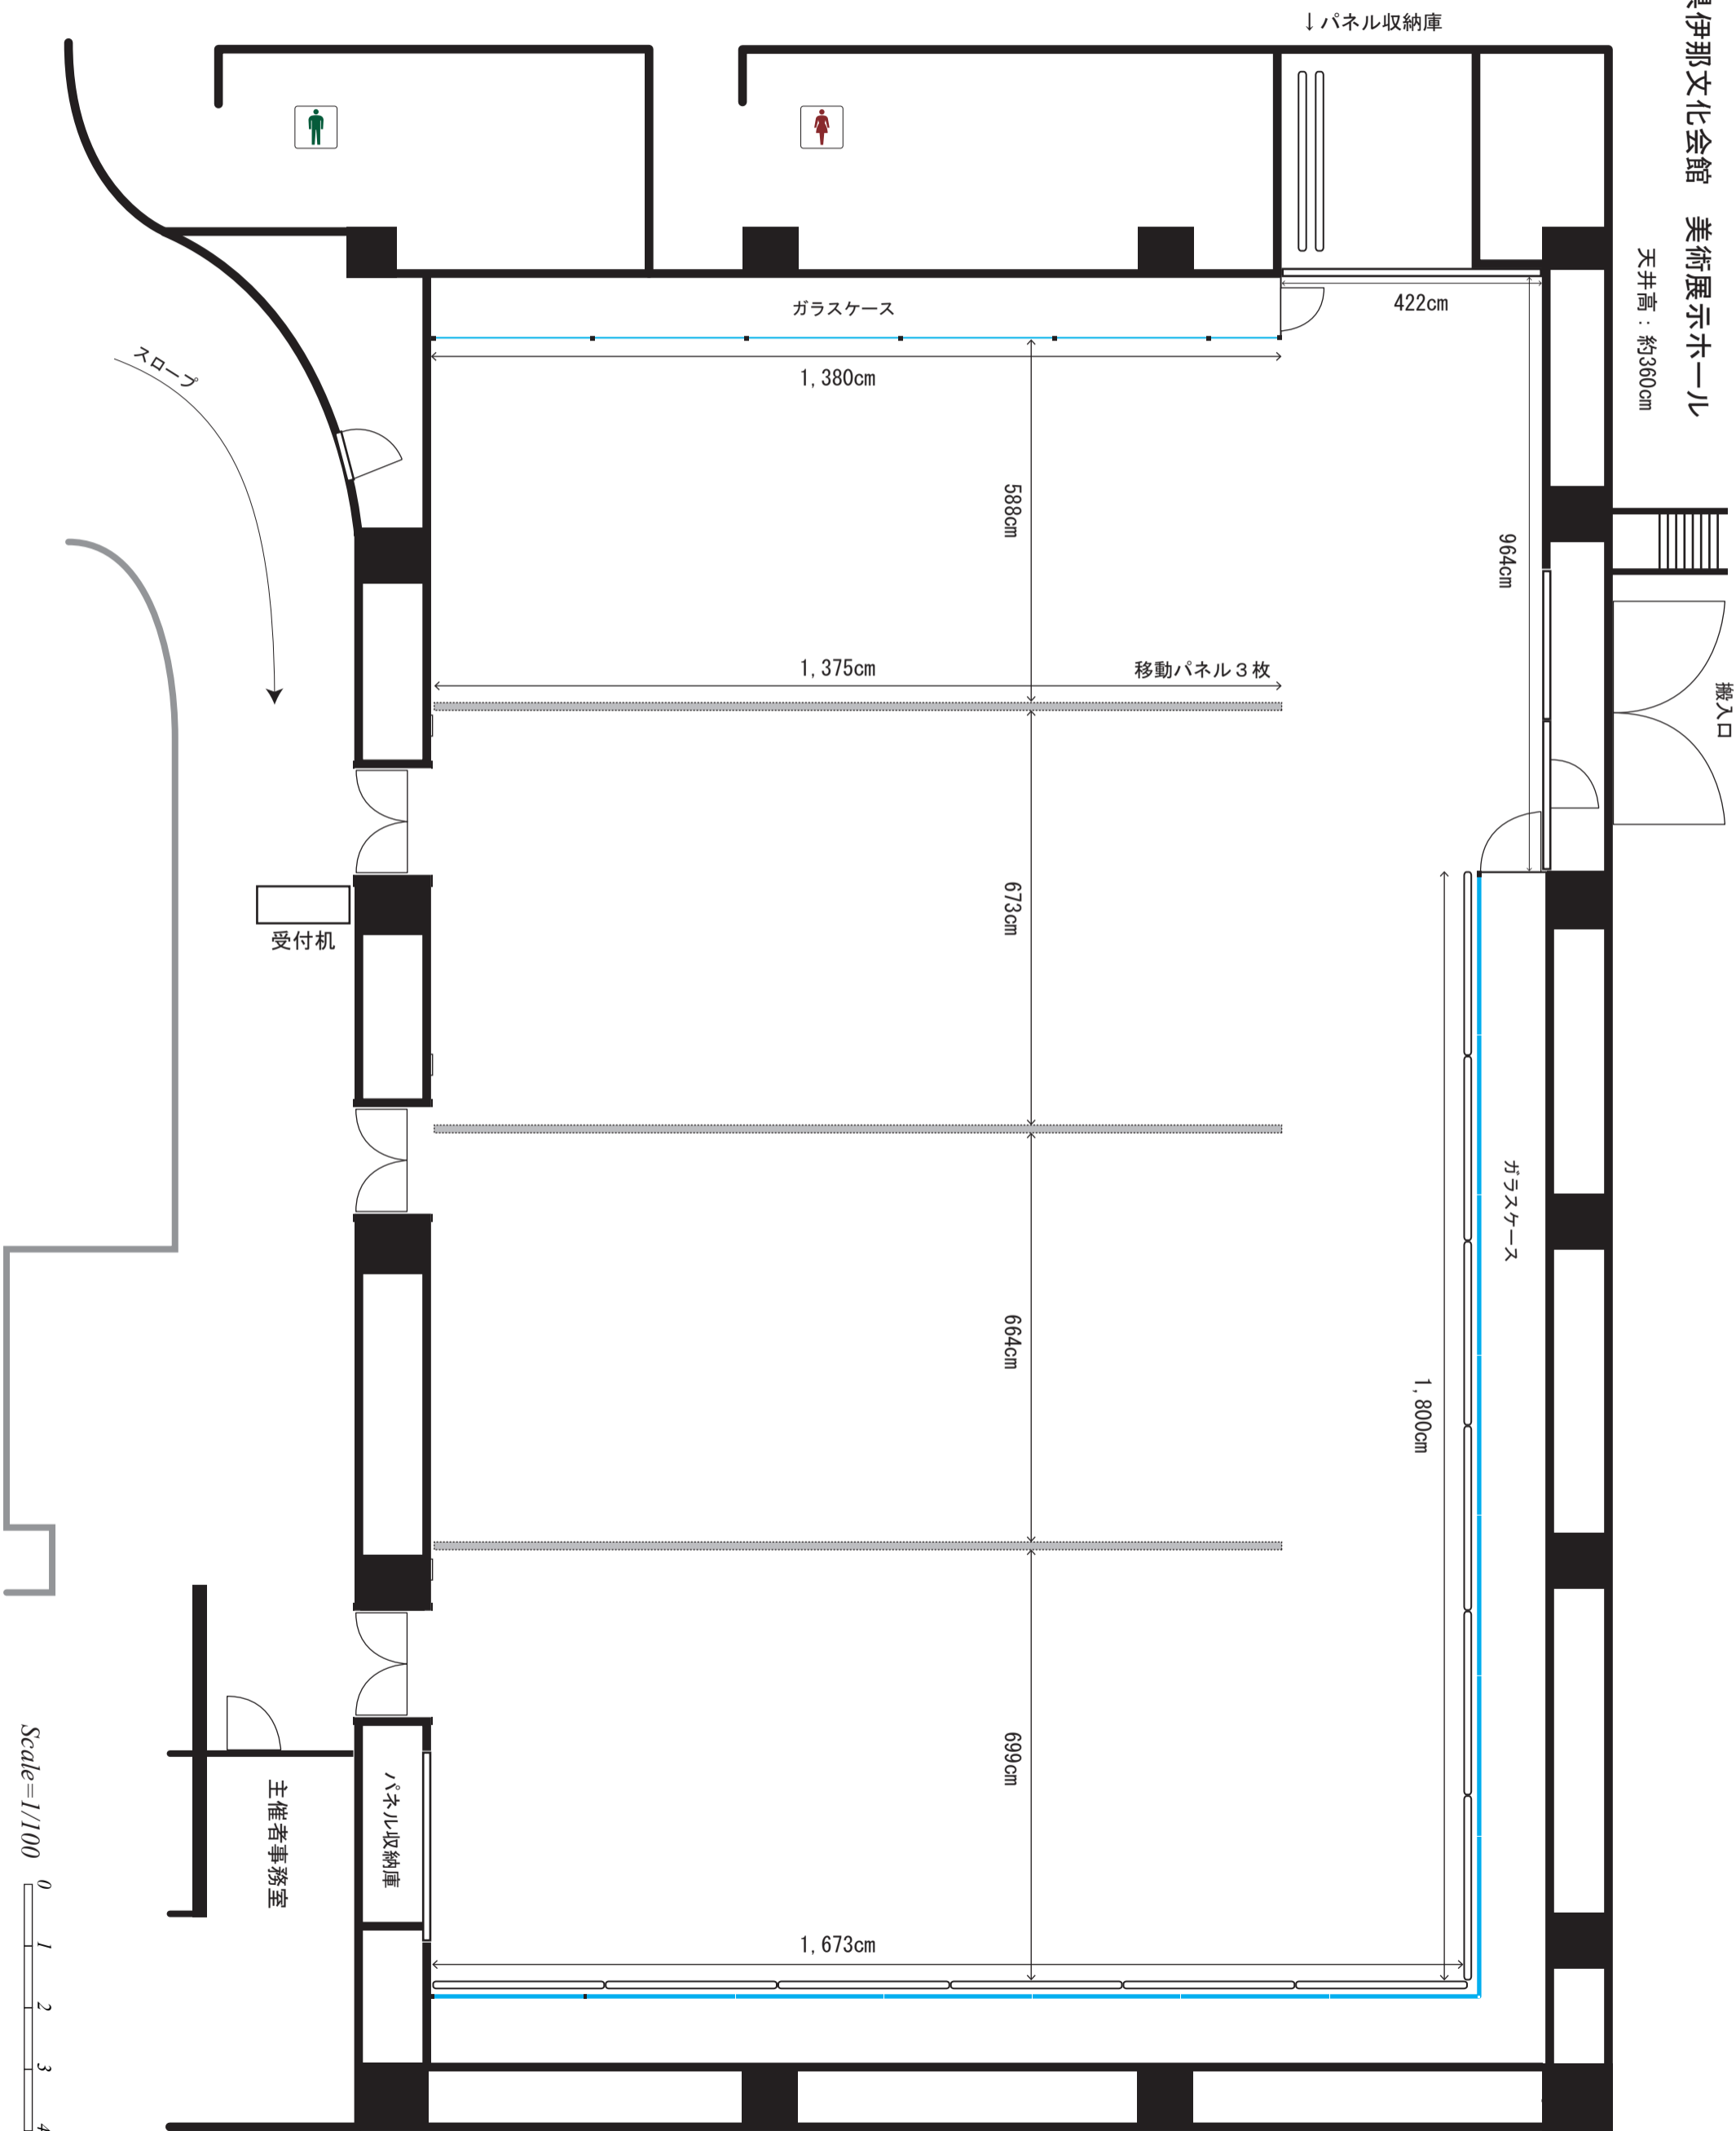 伊那文化会館　美術展示ホール
天井高：約360cm
↓パネル収納庫
ガラスケース
422cm
1,380cm
スロープ
588cm
964cm
1,375cm
移動パネル３枚
搬入口
673cm
受付机
ガラスケース
664cm
1,800cm
699cm
パネル収納庫
主催者事務室
1,673cm
Scale=1/100
0 1 2 3 4